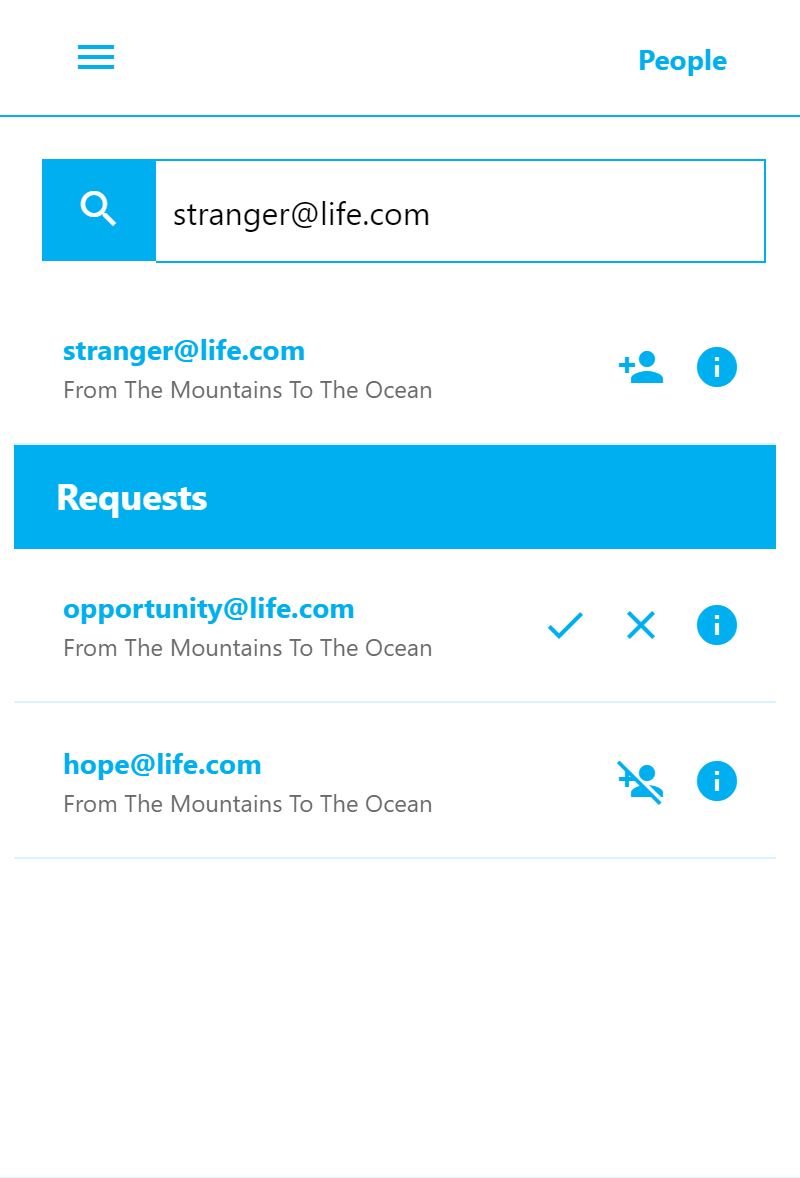 People
stranger@life.com
stranger@life.com
From The Mountains To The Ocean
Requests
opportunity@life.com
From The Mountains To The Ocean
hope@life.com
From The Mountains To The Ocean